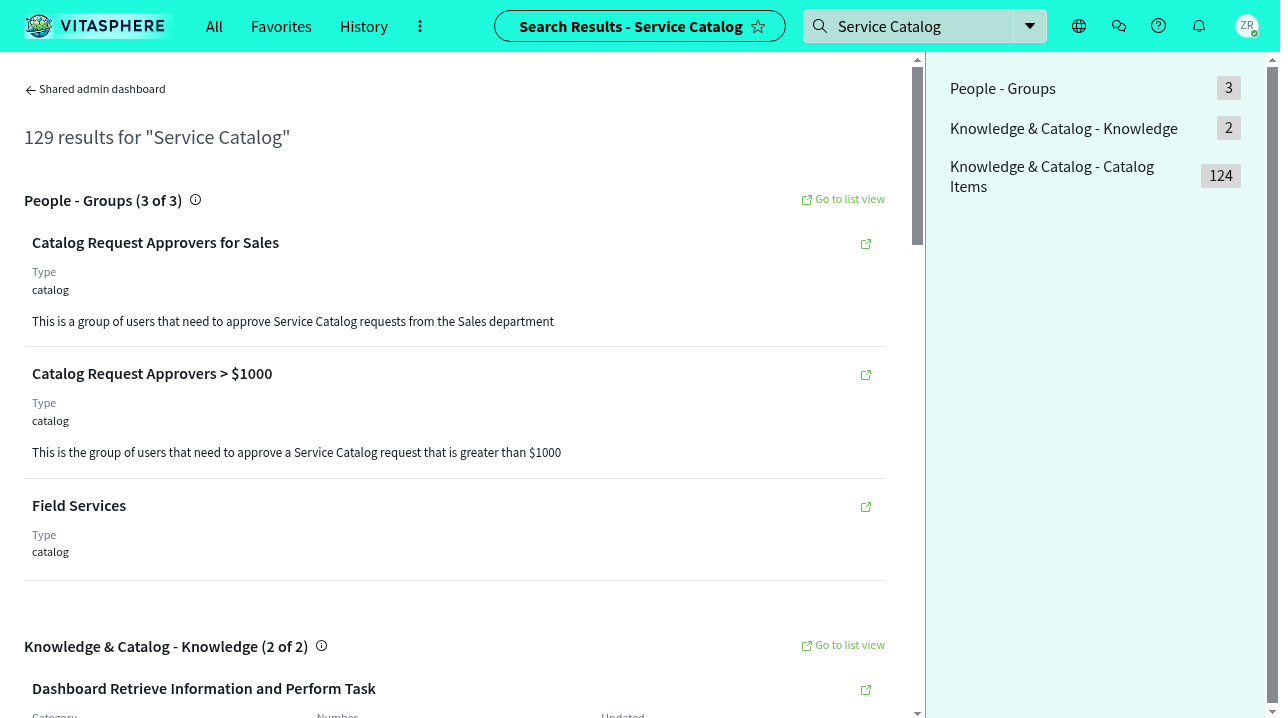 VITASPHERE
All
Favorites
History
Search Results - Service Catalog
Service Catalog
ZR
Shared admin dashboard
129 results for "Service Catalog"
People - Groups (3 of 3)
Go to list view
Catalog Request Approvers for Sales
Type
catalog
This is a group of users that need to approve Service Catalog requests from the Sales department
Catalog Request Approvers > $1000
Type
catalog
This is the group of users that need to approve a Service Catalog request that is greater than $1000
Field Services
Type
catalog
Knowledge & Catalog - Knowledge (2 of 2)
Go to list view
Dashboard Retrieve Information and Perform Task
Category
Number
Updated
People - Groups
3
Knowledge & Catalog - Knowledge
2
Knowledge & Catalog - Catalog
Items
124